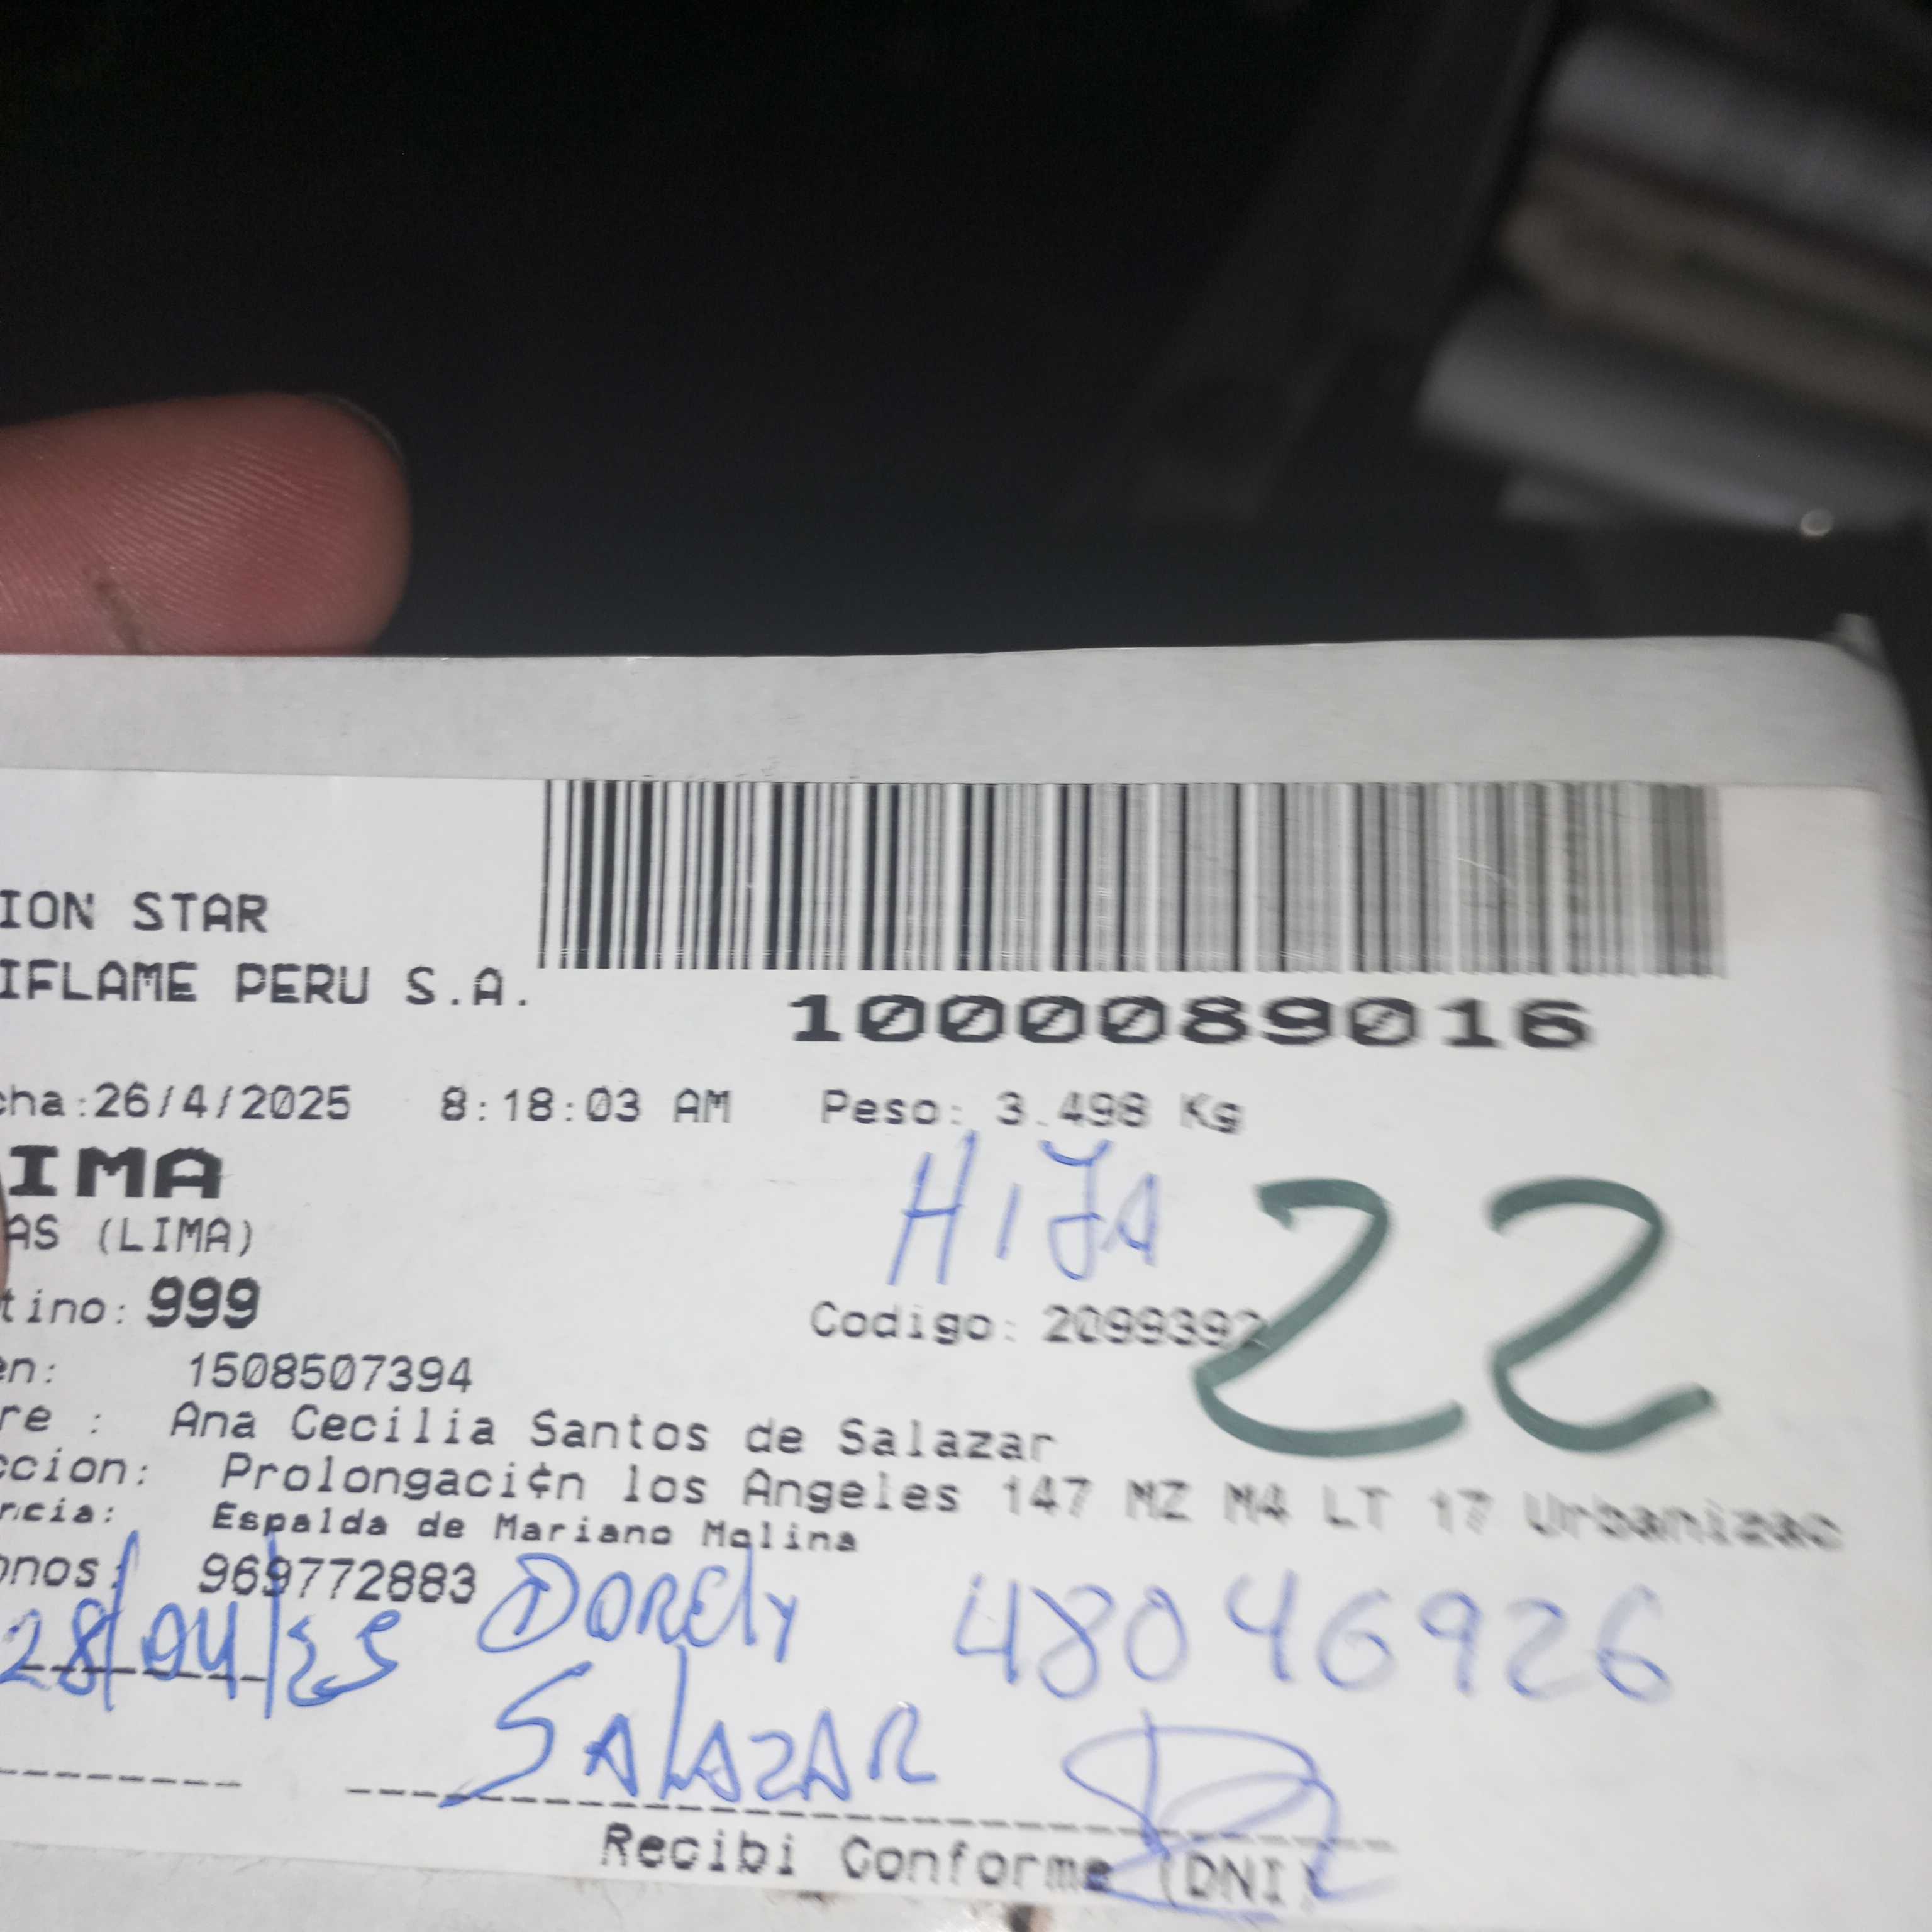 ION STAR
IFLAME PERU S.A.
1000089016
ha:26/4/2025 8:18:03 AM Peso: 3.498 Kg
IMA
HIJA
22
AS (LIMA)
tino: 999
Codigo: 2099392
en: 1508507394
re : Ana Cecilia Santos de Salazar
ccion: Prolongaci¢n los Angeles 147 MZ M4 LT 17 Urbanizac
ncia: Espalda de Mariano Molina
onos: 969772883
DORELY 48046926
28/04/25
SALAZAR
Recibi Conforme (DNI)